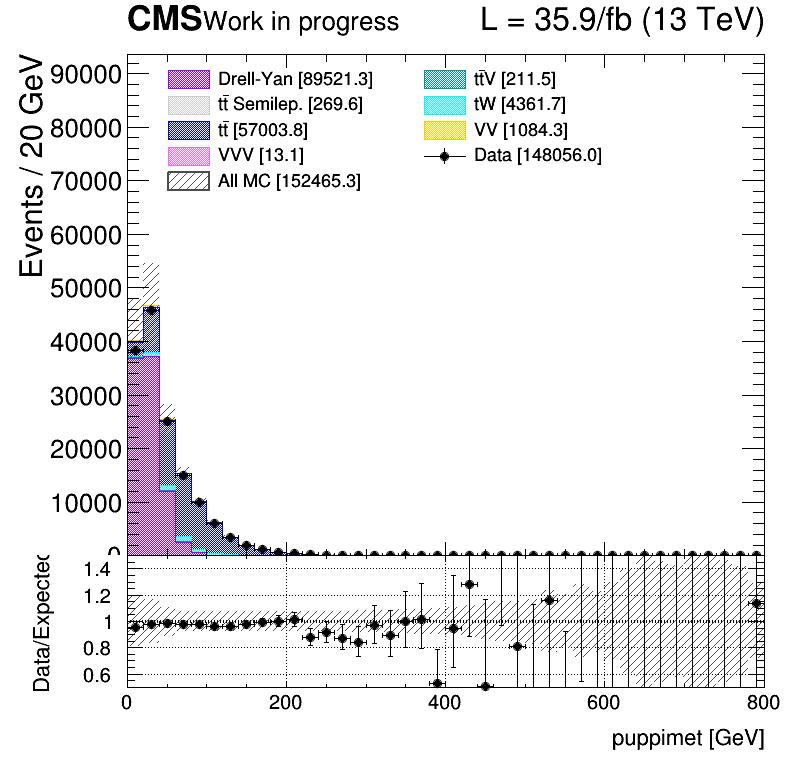 CMS Work in progress L = 35.9/fb (13 TeV)
Events / 20 GeV
90000
80000
70000
60000
50000
40000
30000
20000
10000
0
Drell-Yan [89521.3]
tt̄ Semilep. [269.6]
tt̄ [57003.8]
VVV [13.1]
All MC [152465.3]
tt̄V [211.5]
tW [4361.7]
VV [1084.3]
Data [148056.0]
Data/Expected
1.4
1.2
1
0.8
0.6
0 200 400 600 800
puppimet [GeV]